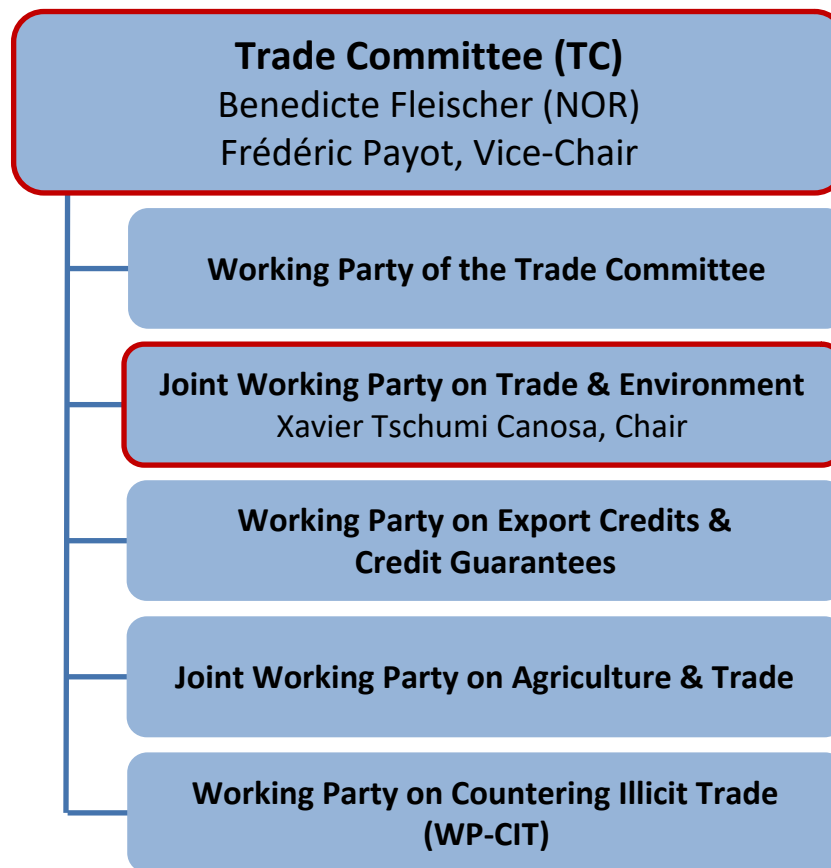 Trade Committee (TC)
Benedicte Fleischer (NOR)
Frédéric Payot, Vice-Chair
Working Party of the Trade Committee
Joint Working Party on Trade & Environment
Xavier Tschumi Canosa, Chair
Working Party on Export Credits &
Credit Guarantees
Joint Working Party on Agriculture & Trade
Working Party on Countering Illicit Trade
(WP-CIT)